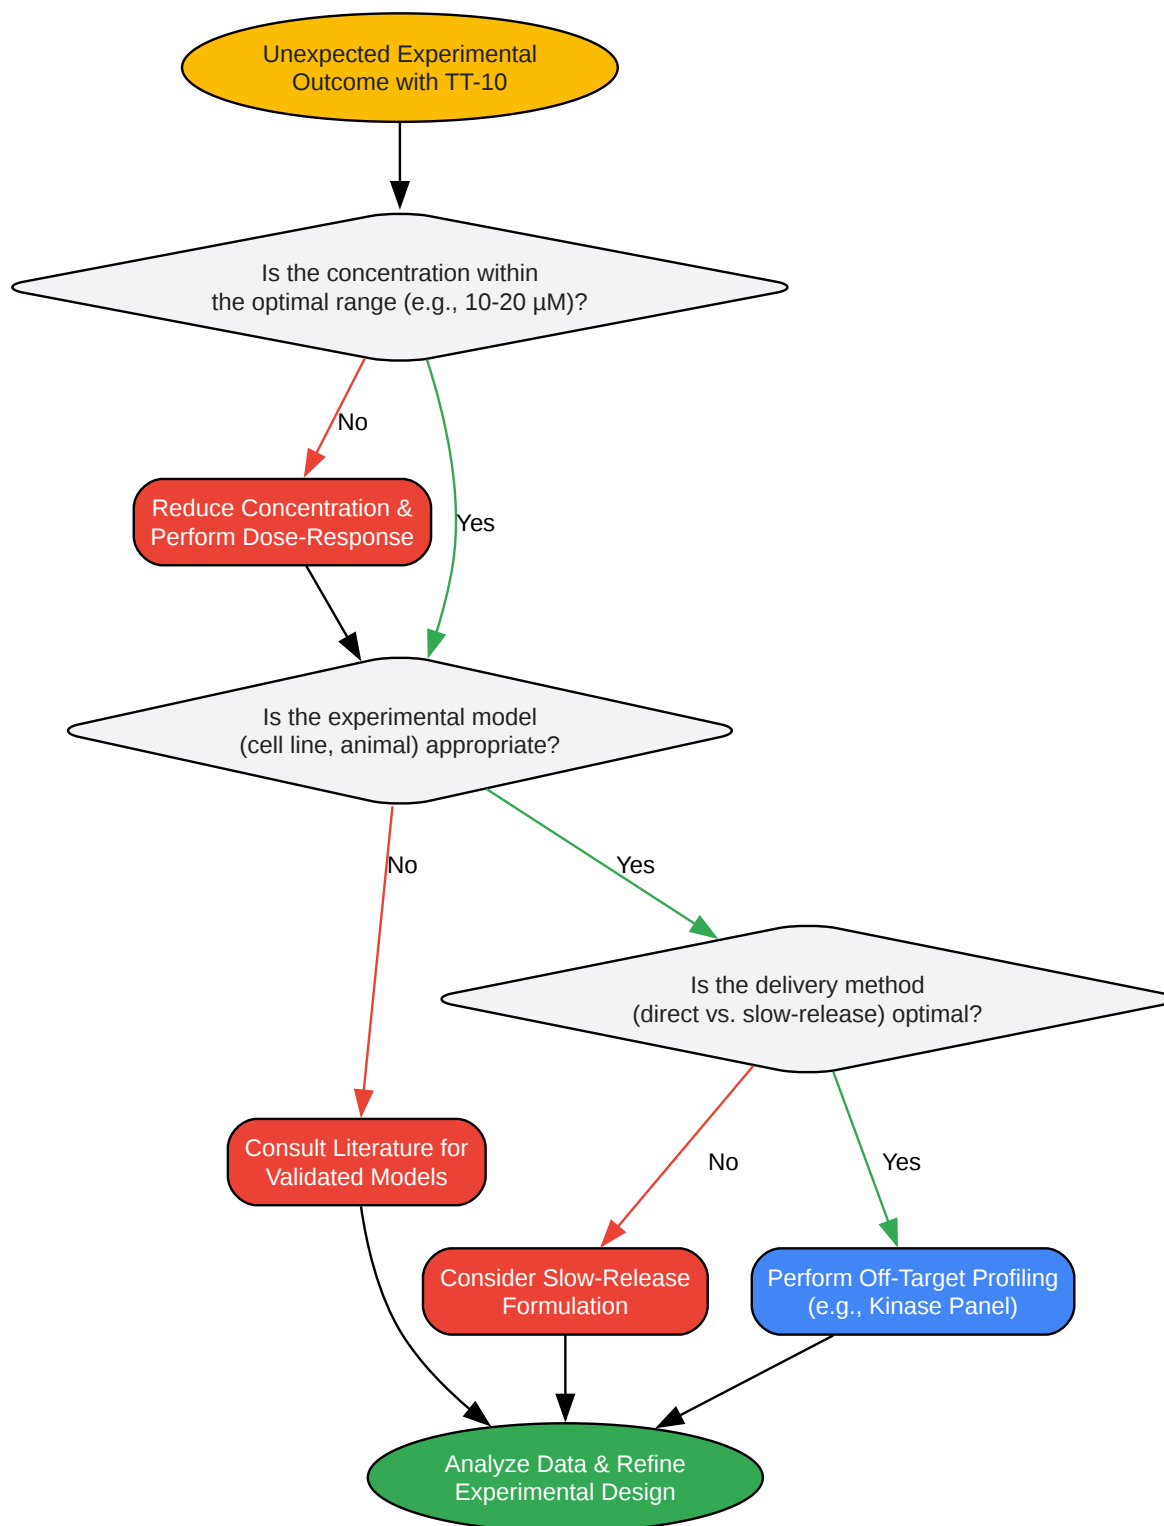 Unexpected Experimental
Outcome with TT-10
Is the concentration within
the optimal range (e.g., 10-20 µM)?
No
Reduce Concentration &
Perform Dose-Response
Yes
Is the experimental model
(cell line, animal) appropriate?
No
Yes
Is the delivery method
(direct vs. slow-release) optimal?
Consult Literature for
Validated Models
No
Yes
Consider Slow-Release
Formulation
Perform Off-Target Profiling
(e.g., Kinase Panel)
Analyze Data & Refine
Experimental Design